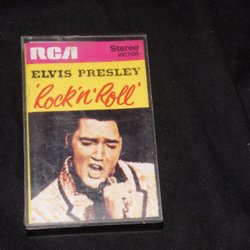 RCA
Stereo
VICTOR
ELVIS PRESLEY
'Rock'n'Roll'